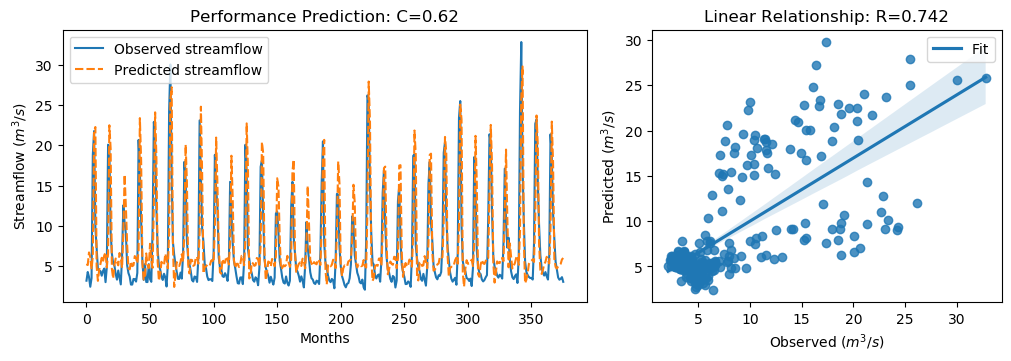 Performance Prediction: C=0.62
Observed streamflow
Predicted streamflow
Streamflow (m³/s)
30
25
20
15
10
5
0
50
100
150
200
250
300
350
Months
Linear Relationship: R=0.742
Fit
Predicted (m³/s)
30
25
20
15
10
5
5
10
15
20
25
30
Observed (m³/s)